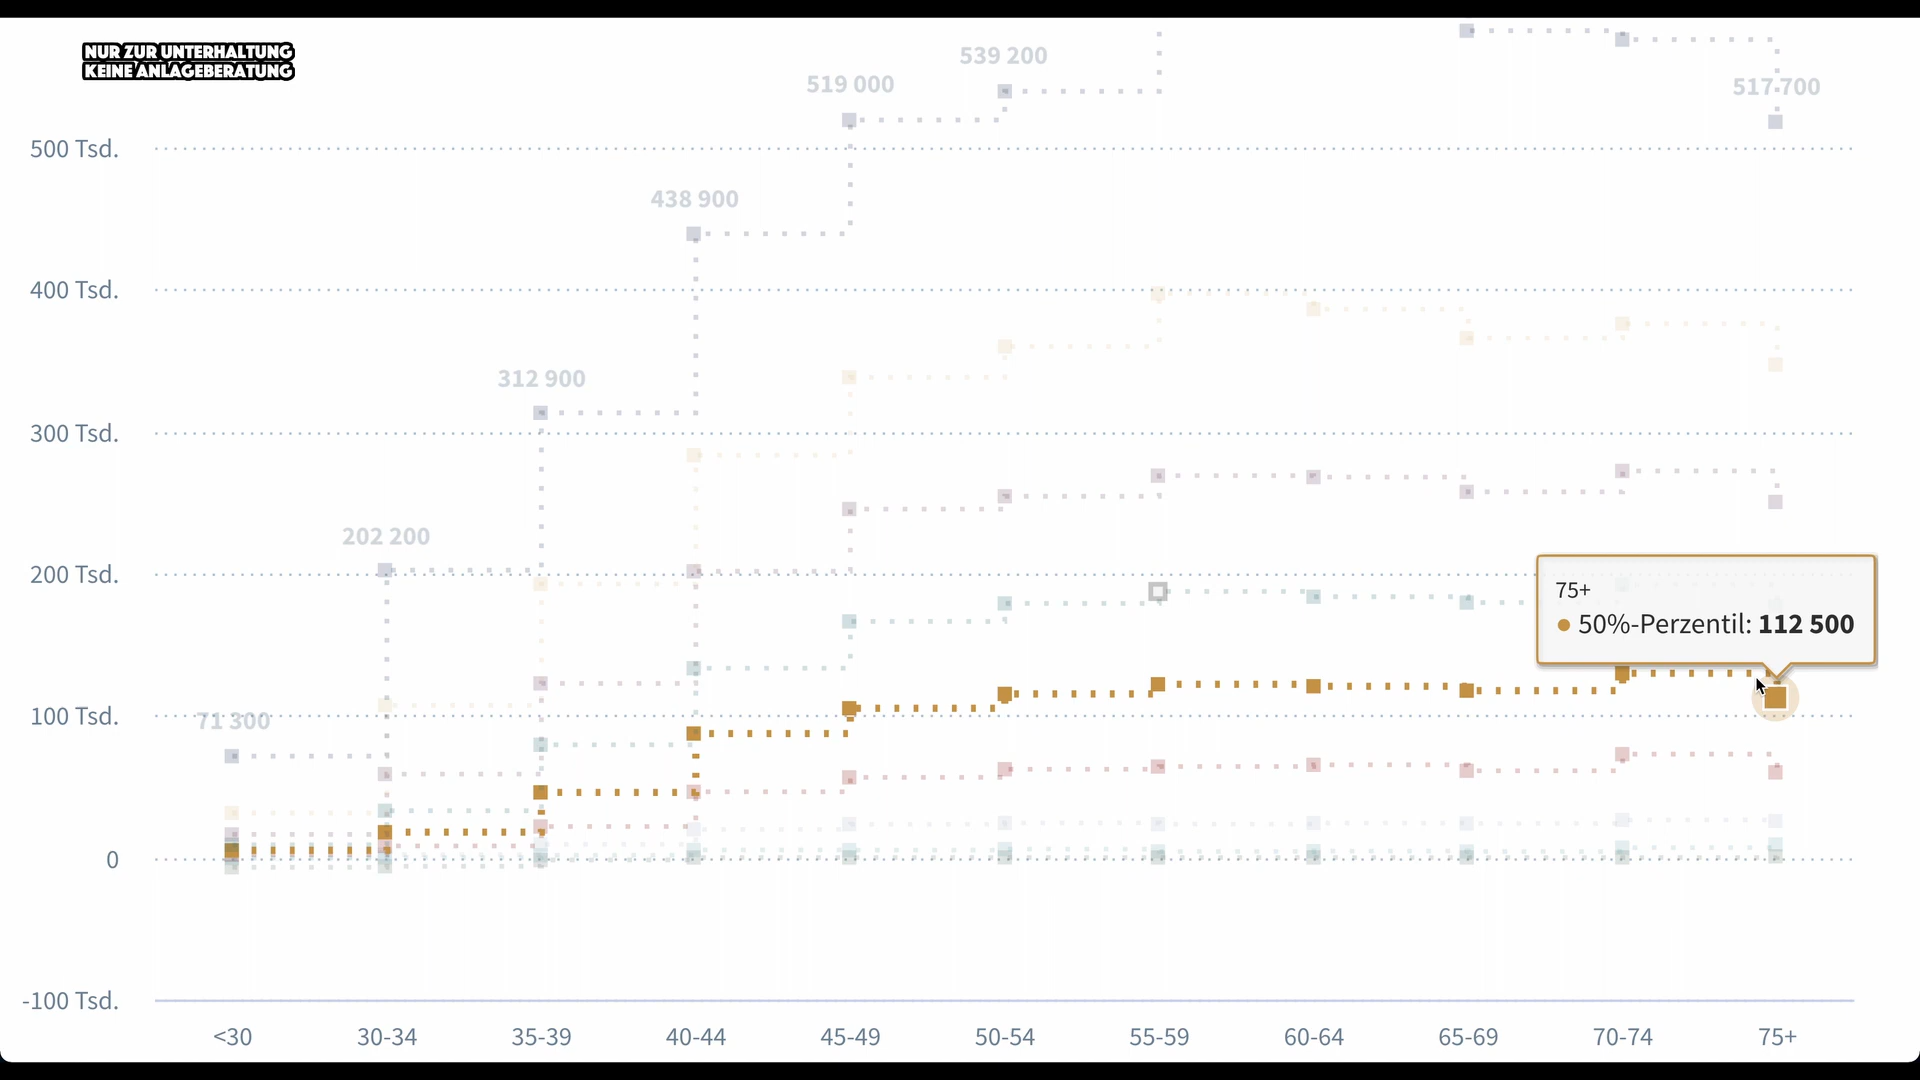 NUR ZUR UNTERHALTUNG
KEINE ANLAGEBERATUNG
539 200
519 000
517 700
500 Tsd.
438 900
400 Tsd.
312 900
300 Tsd.
202 200
200 Tsd.
75+
50%-Perzentil: 112 500
71 300
100 Tsd.
0
-100 Tsd.
<30 30-34 35-39 40-44 45-49 50-54 55-59 60-64 65-69 70-74 75+